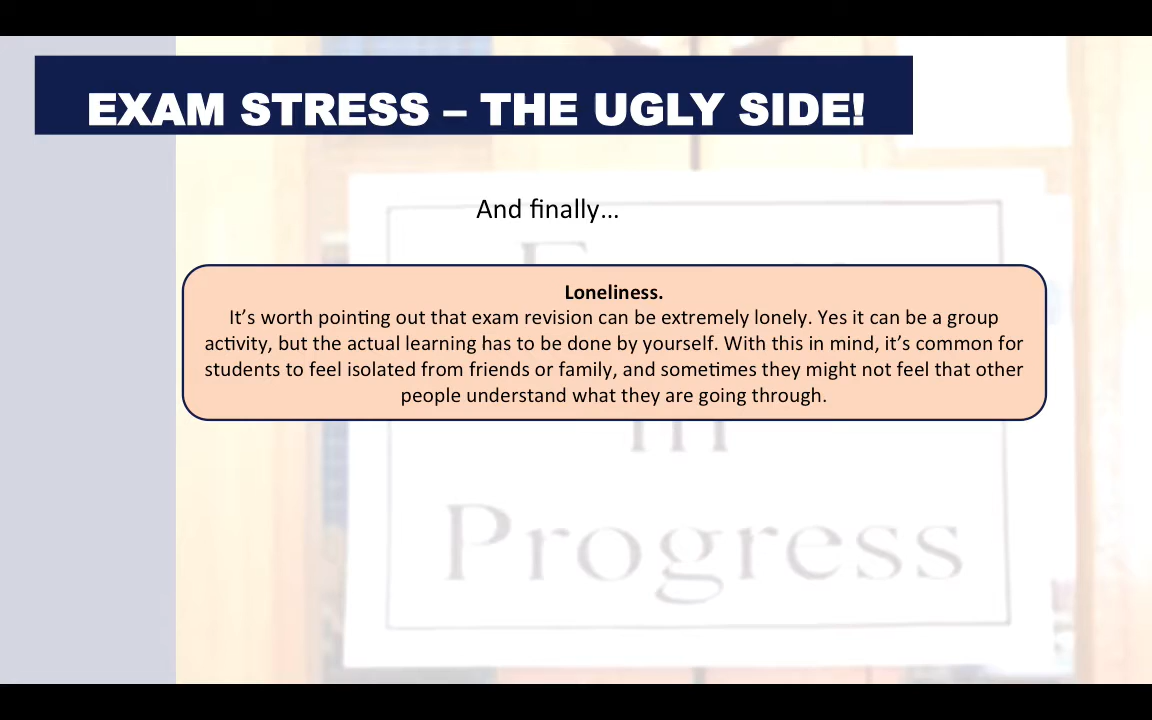 EXAM STRESS – THE UGLY SIDE!
And finally...
Loneliness.
It's worth pointing out that exam revision can be extremely lonely. Yes it can be a group
activity, but the actual learning has to be done by yourself. With this in mind, it's common for
students to feel isolated from friends or family, and sometimes they might not feel that other
people understand what they are going through.
in
Progress